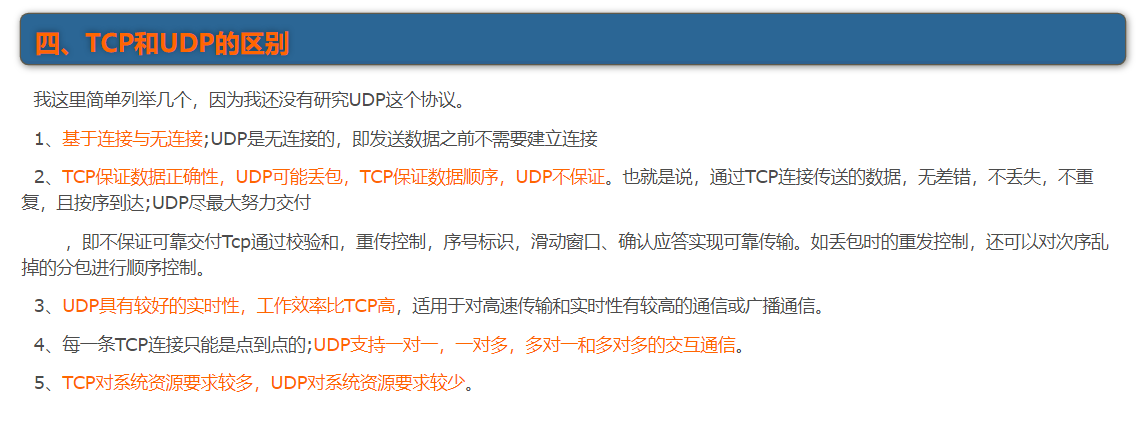 四、TCP和UDP的区别
我这里简单列举几个，因为我还没有研究UDP这个协议。
1、基于连接与无连接;UDP是无连接的，即发送数据之前不需要建立连接
2、TCP保证数据正确性，UDP可能丢包，TCP保证数据顺序，UDP不保证。也就是说，通过TCP连接传送的数据，无差错，不丢失，不重
复，且按序到达;UDP尽最大努力交付
，即不保证可靠交付Tcp通过校验和，重传控制，序号标识，滑动窗口、确认应答实现可靠传输。如丢包时的重发控制，还可以对次序乱
掉的分包进行顺序控制。
3、UDP具有较好的实时性，工作效率比TCP高，适用于对高速传输和实时性有较高的通信或广播通信。
4、每一条TCP连接只能是点到点的;UDP支持一对一，一对多，多对一和多对多的交互通信。
5、TCP对系统资源要求较多，UDP对系统资源要求较少。